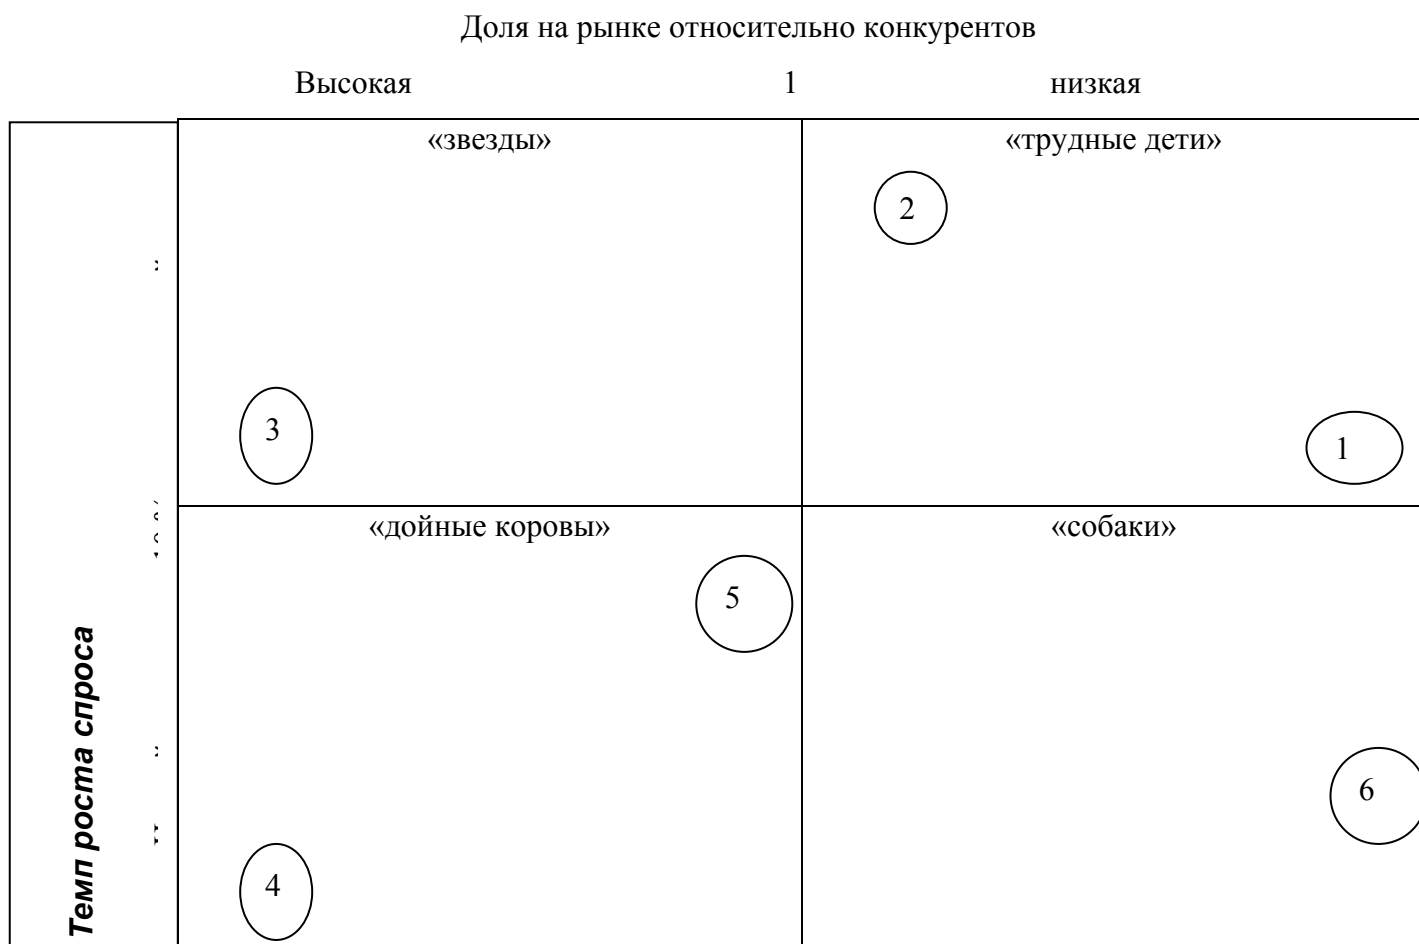 Доля на рынке относительно конкурентов
Высокая 1 низкая
«звезды» «трудные дети»
2
3
1
«дойные коровы» «собаки»
5
6
4
Темп роста спроса